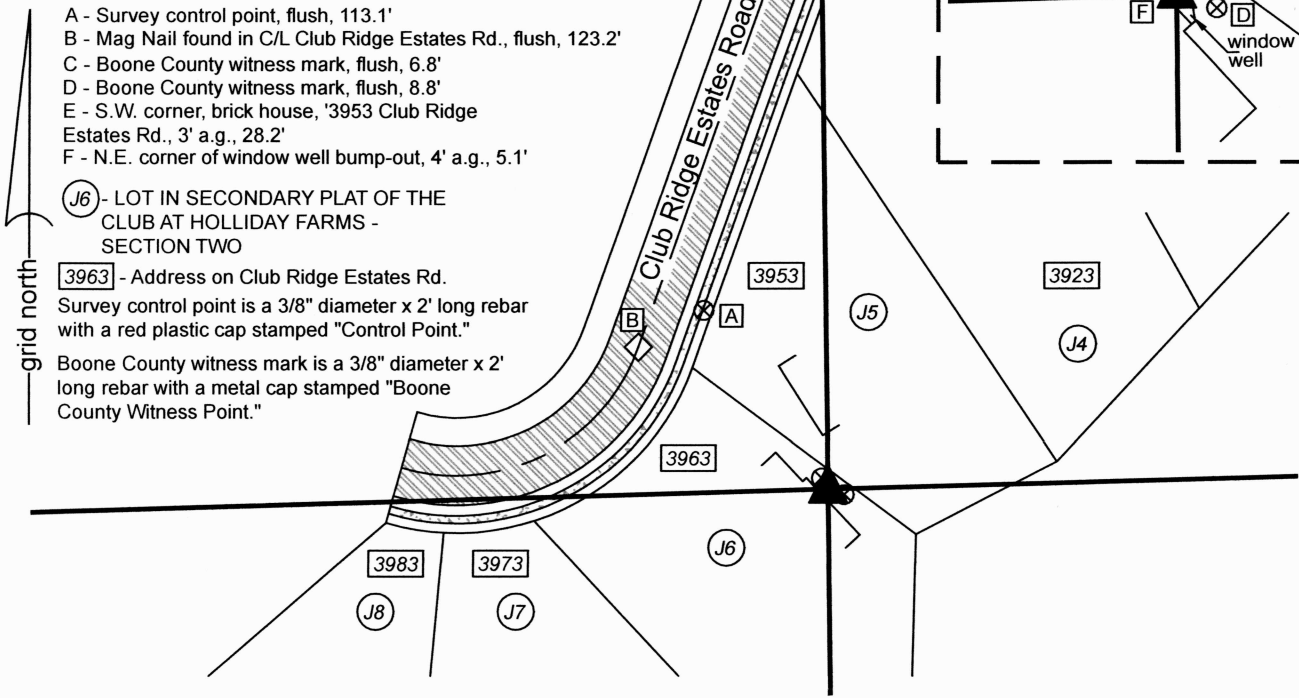 A - Survey control point, flush, 113.1'
B - Mag Nail found in C/L Club Ridge Estates Rd., flush, 123.2'
C - Boone County witness mark, flush, 6.8'
D - Boone County witness mark, flush, 8.8'
E - S.W. corner, brick house, '3953 Club Ridge
Estates Rd., 3' a.g., 28.2'
F - N.E. corner of window well bump-out, 4' a.g., 5.1'
J6 - LOT IN SECONDARY PLAT OF THE
CLUB AT HOLLIDAY FARMS -
SECTION TWO
3963 - Address on Club Ridge Estates Rd.
Survey control point is a 3/8" diameter x 2' long rebar
with a red plastic cap stamped "Control Point."
Boone County witness mark is a 3/8" diameter x 2'
long rebar with a metal cap stamped "Boone
County Witness Point."
grid north
Club Ridge Estates Road
F
D
window
well
3953
3923
J5
J4
B
A
3963
J6
3983
3973
J8
J7